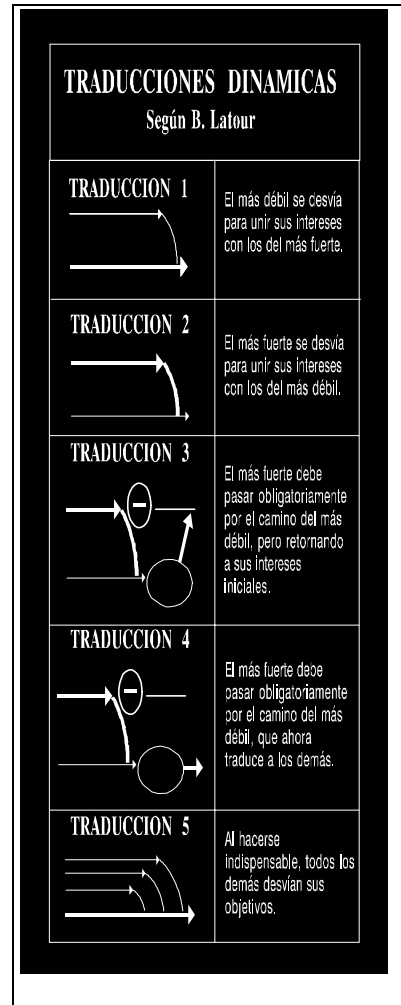 TRADUCCIONES DINAMICAS
Según B. Latour
TRADUCCION 1
El más débil se desvía
para unir sus intereses
con los del más fuerte.
TRADUCCION 2
El más fuerte se desvía
para unir sus intereses
con los del más débil.
TRADUCCION 3
El más fuerte debe
pasar obligatoriamente
por el camino del más
débil, pero retornando
a sus intereses
iniciales.
TRADUCCION 4
El más fuerte debe
pasar obligatoriamente
por el camino del más
débil, que ahora
traduce a los demás.
TRADUCCION 5
Al hacerse
indispensable, todos los
demás desvían sus
objetivos.